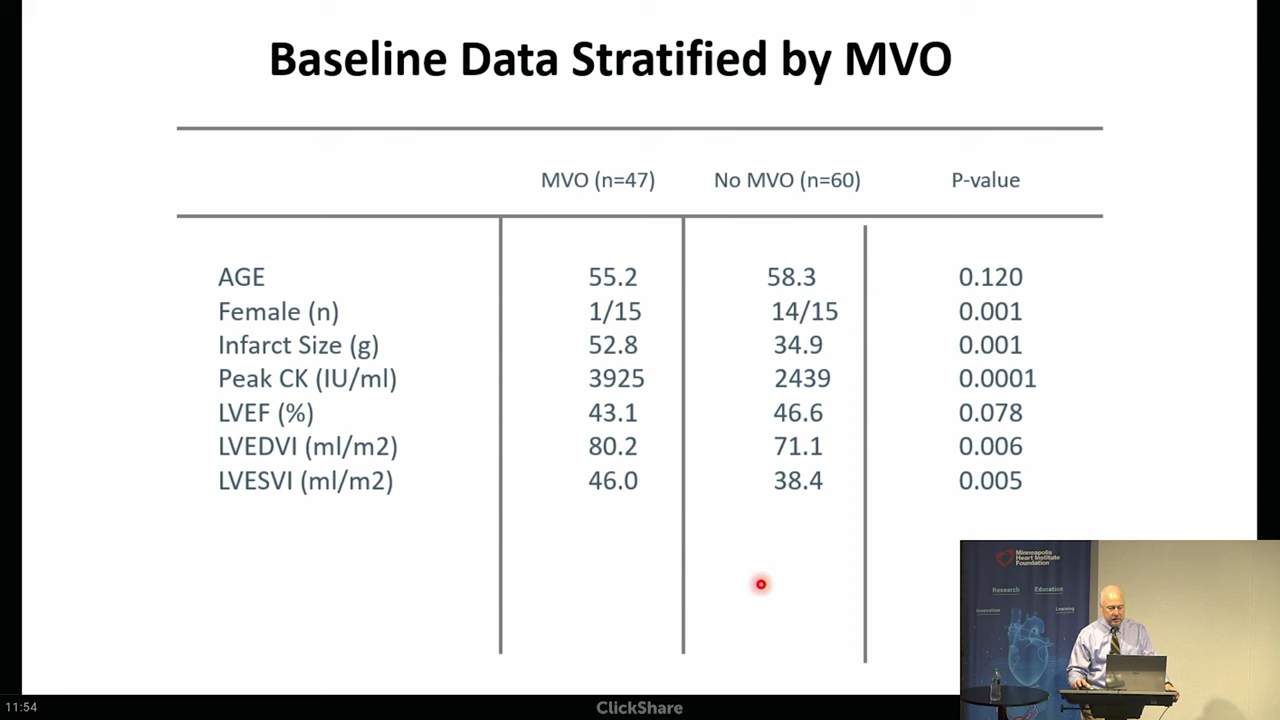 Baseline Data Stratified by MVO
MVO (n=47) No MVO (n=60) P-value
AGE 55.2 58.3 0.120
Female (n) 1/15 14/15 0.001
Infarct Size (g) 52.8 34.9 0.001
Peak CK (IU/ml) 3925 2439 0.0001
LVEF (%) 43.1 46.6 0.078
LVEDVI (ml/m2) 80.2 71.1 0.006
LVESVI (ml/m2) 46.0 38.4 0.005
Minneapolis
Heart Institute
Foundation
Research Education
Innovation Learning
11:54 ClickShare